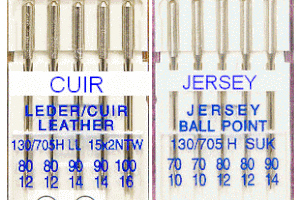 CUIR
LEDER/CUIR
LEATHER
130/705H LL 15x2NTW
80 80 90 90 100
12 12 14 14 16
JERSEY
JERSEY
BALL POINT
130/705 H SUK
70 70 80 80 90
10 10 12 12 14